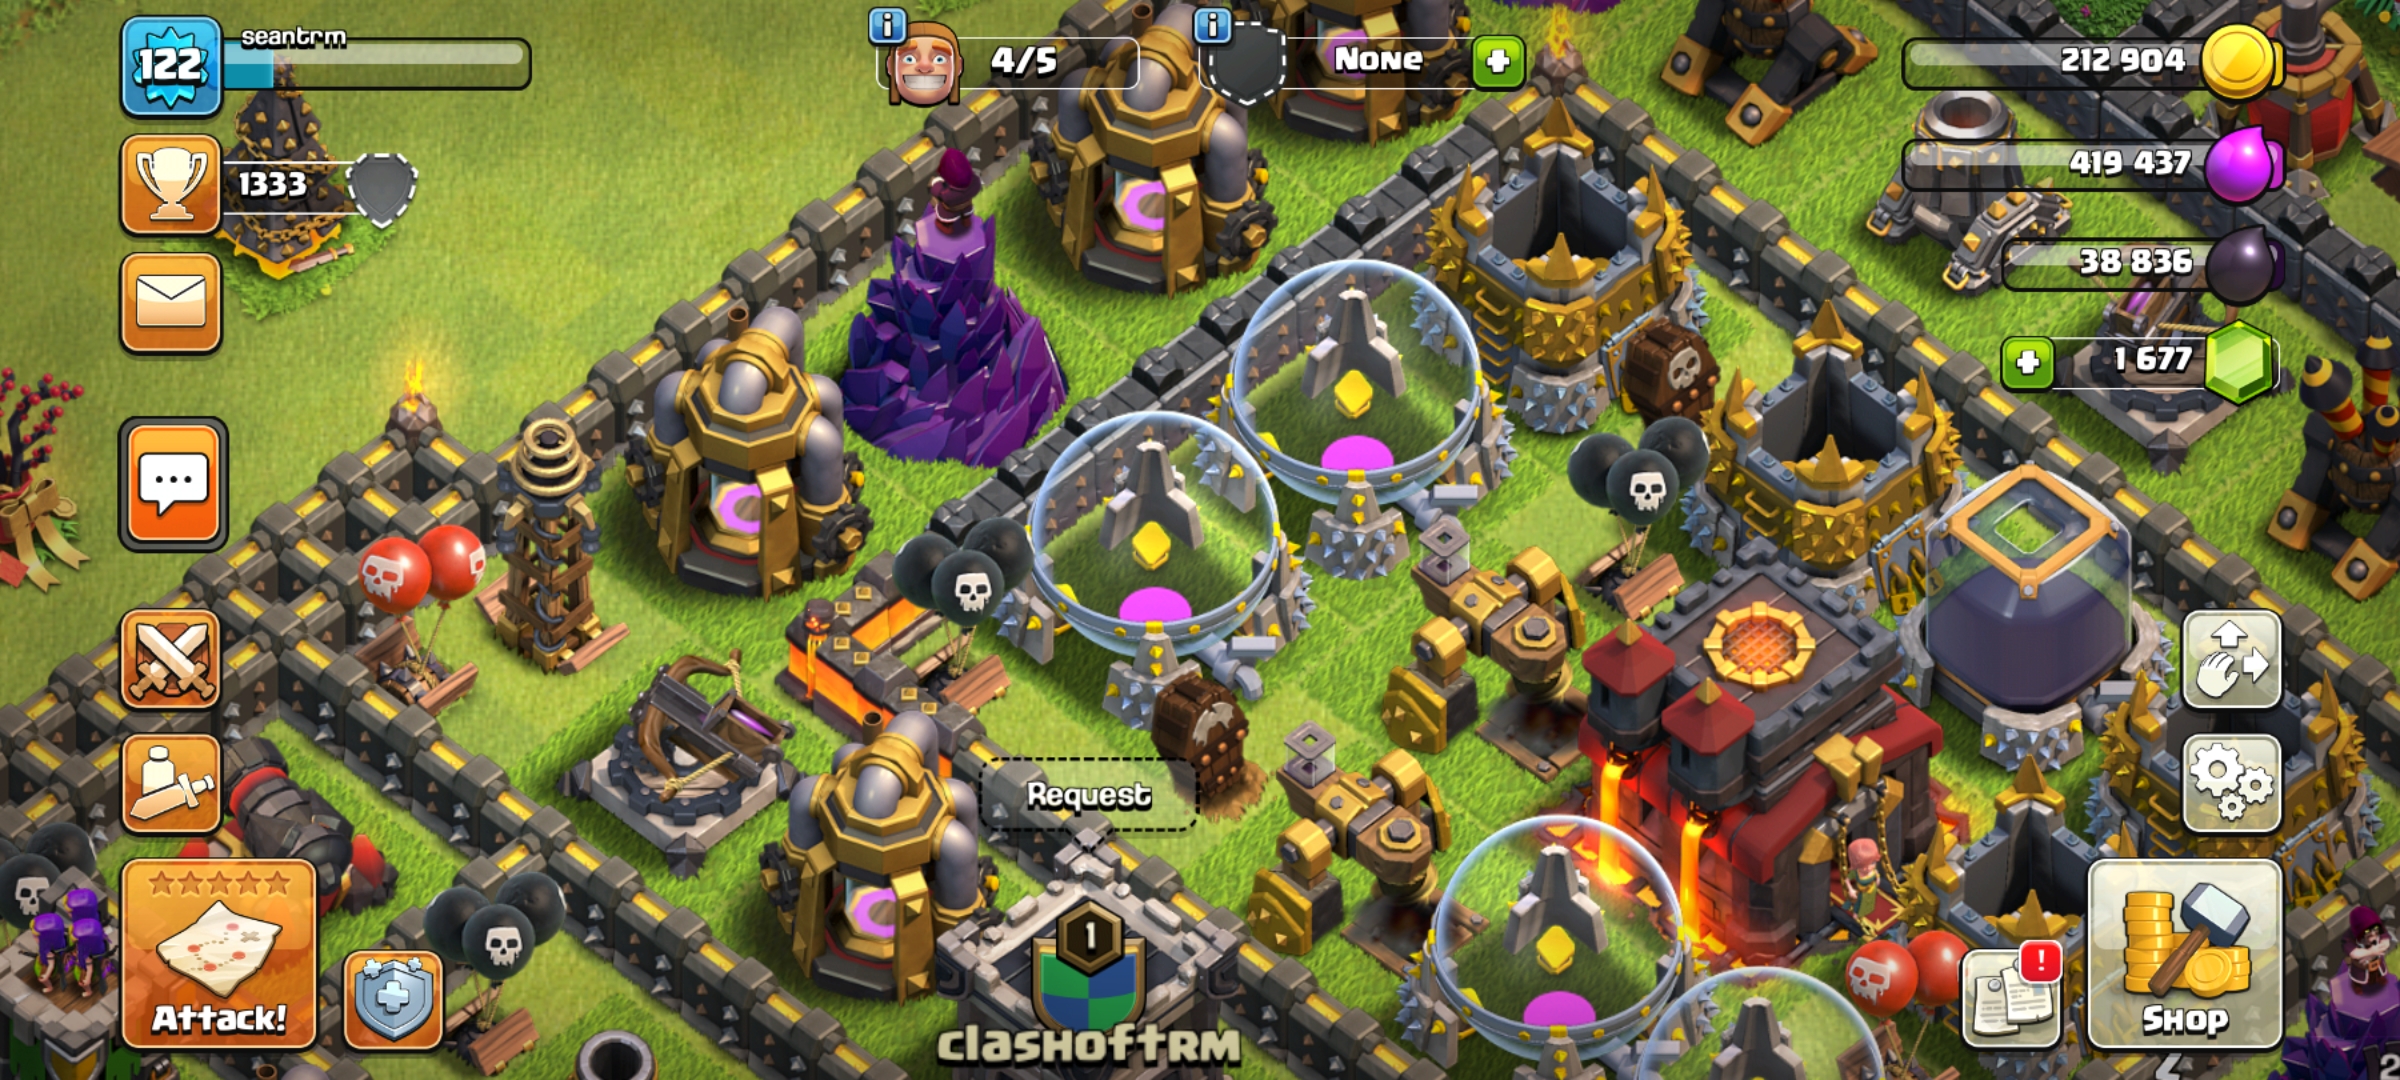 122
seantrm
4/5
None
212 904
1333
419 437
38 836
1 677
Request
1
Attack!
clashoftRM
!
Shop
2